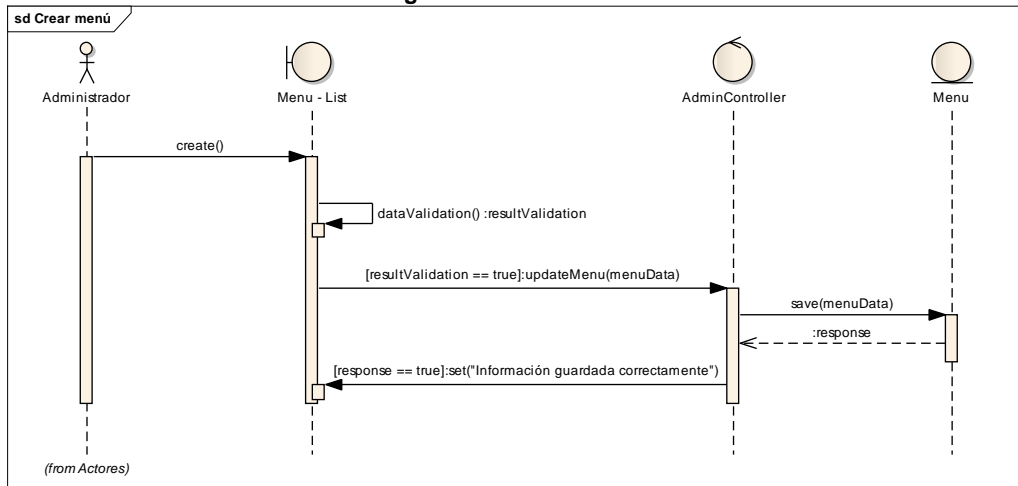 sd Crear menú
Administrador
Menu - List
AdminController
Menu
create()
dataValidation() :resultValidation
[resultValidation == true]:updateMenu(menuData)
save(menuData)
:response
[response == true]:set("Información guardada correctamente")
(from Actores)